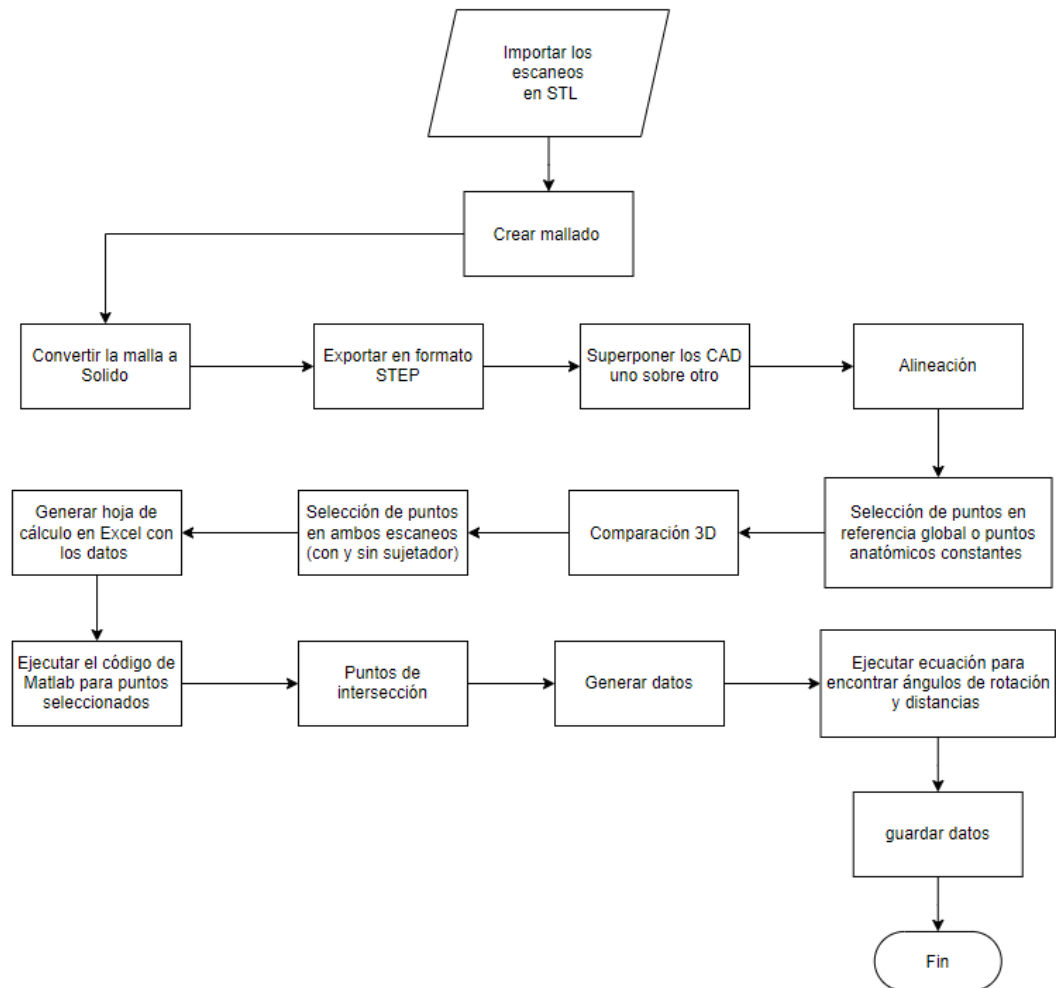 Importar los
escaneos
en STL
Crear mallado
Convertir la malla a
Solido
Exportar en formato
STEP
Superponer los CAD
uno sobre otro
Alineación
Selección de puntos en
referencia global o puntos
anatómicos constantes
Comparación 3D
Selección de puntos
en ambos escaneos
(con y sin sujetador)
Generar hoja de
cálculo en Excel con
los datos
Ejecutar el código de
Matlab para puntos
seleccionados
Puntos de
intersección
Generar datos
Ejecutar ecuación para
encontrar ángulos de rotación
y distancias
guardar datos
Fin